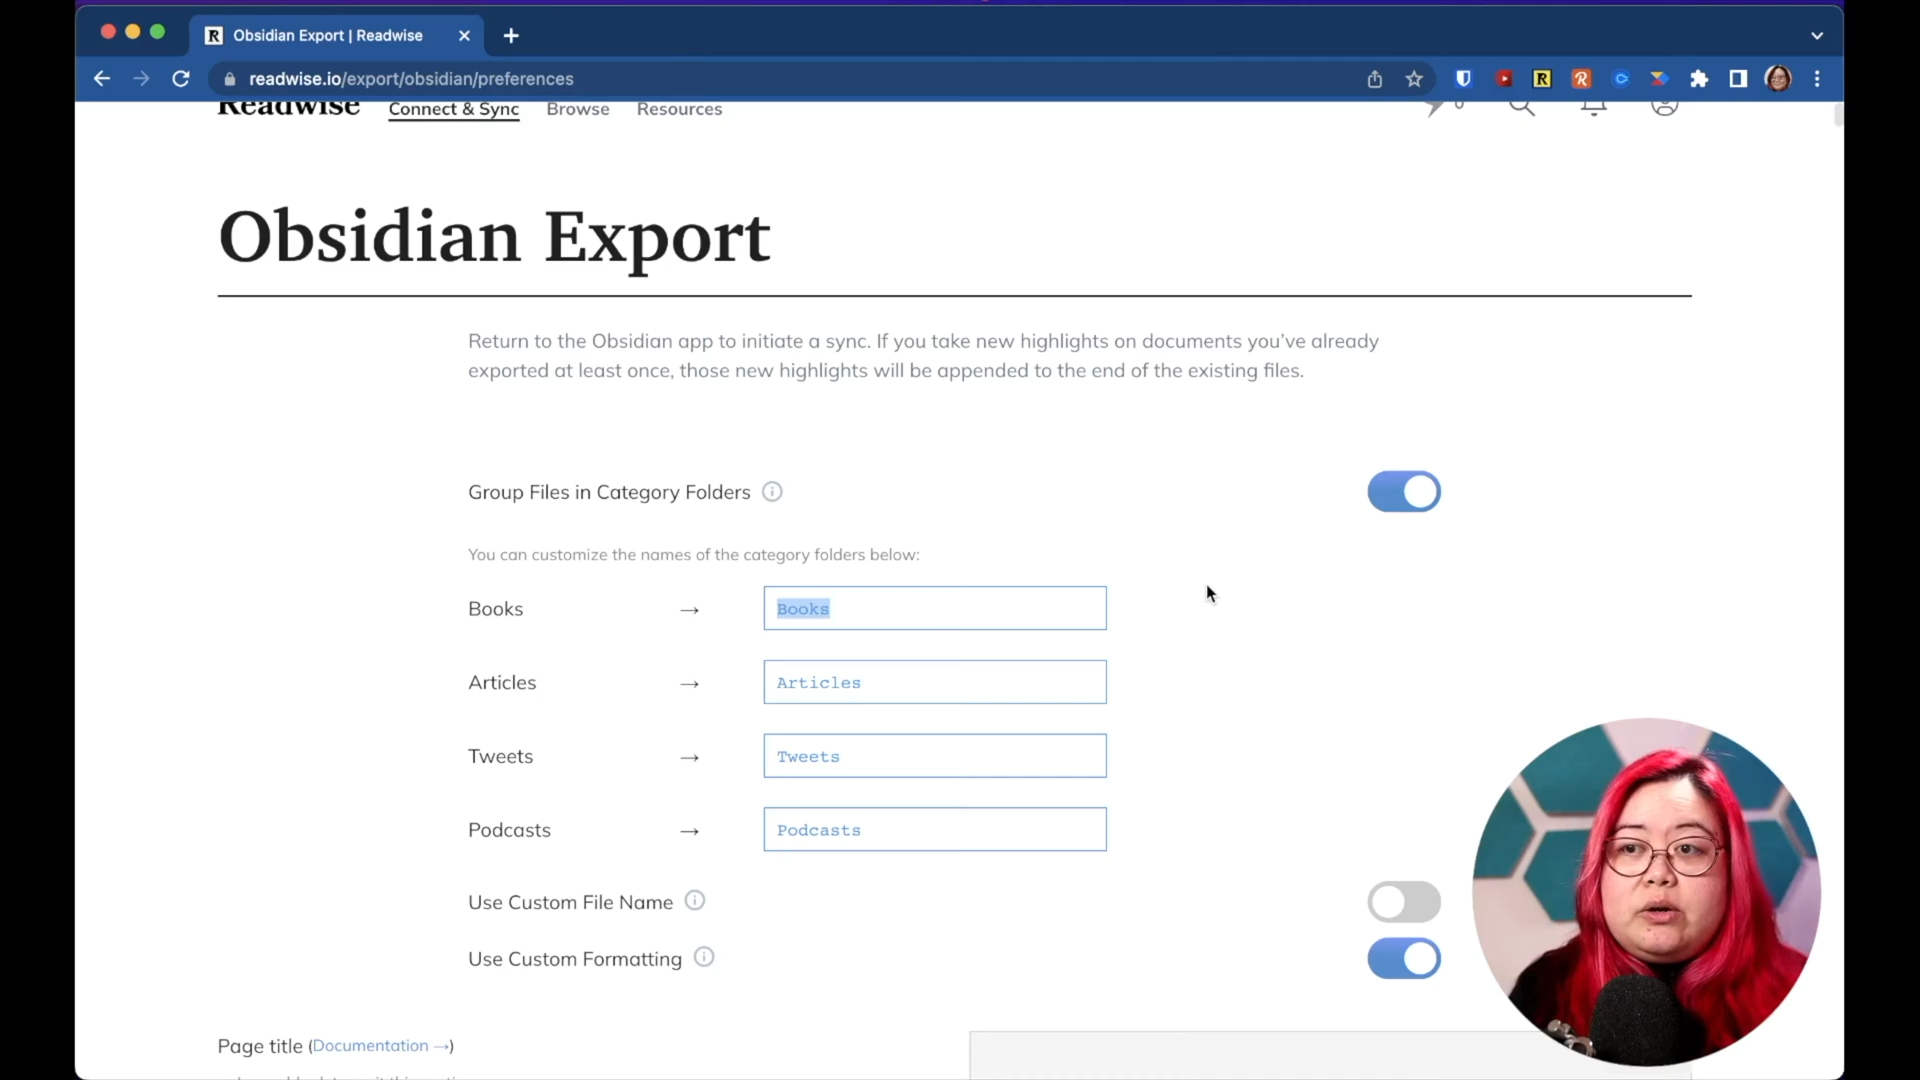 Obsidian Export | Readwise
readwise.io/export/obsidian/preferences
Readwise
Connect & Sync
Browse
Resources
0
Obsidian Export
Return to the Obsidian app to initiate a sync. If you take new highlights on documents you've already
exported at least once, those new highlights will be appended to the end of the existing files.
Group Files in Category Folders
You can customize the names of the category folders below:
Books → Books
Articles → Articles
Tweets → Tweets
Podcasts → Podcasts
Use Custom File Name
Use Custom Formatting
Page title (Documentation →)